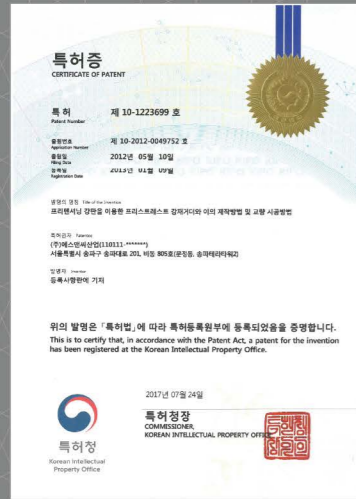 특허증
CERTIFICATE OF PATENT
특허 제 10-1223699 호
Patent Number
출원번호 제 10-2012-0049752 호
Application Number
출원일 2012년 05월 10일
Filing Date
등록일 2013년 01월 09일
Registration Date
발명의 명칭 Title of the Invention
프리텐셔닝 강판을 이용한 프리스트레스트 강재거더와 이의 제작방법 및 교량 시공방법
특허권자 Patentee
(주)에스앤씨산업(110111-*******)
서울특별시 송파구 송파대로 201, 비동 805호(문정동, 송파테라타워2)
발명자 Inventor
등록사항란에 기재
위의 발명은 「특허법」에 따라 특허등록원부에 등록되었음을 증명합니다.
This is to certify that, in accordance with the Patent Act, a patent for the invention
has been registered at the Korean Intellectual Property Office.
2017년 07월 24일
특허청장
COMMISSIONER,
KOREAN INTELLECTUAL PROPERTY OFFICE
특허청
Korean Intellectual
Property Office